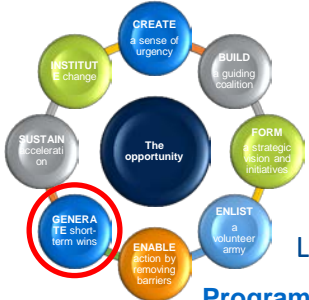 CREATE
a sense of
urgency
BUILD
a guiding
coalition
FORM
a strategic
vision and
initiatives
ENLIST
a
volunteer
army
ENABLE
action by
removing
barriers
GENERA
TE short-
term wins
SUSTAIN
accelerati
on
INSTITUT
E change
The
opportunity
L
Program